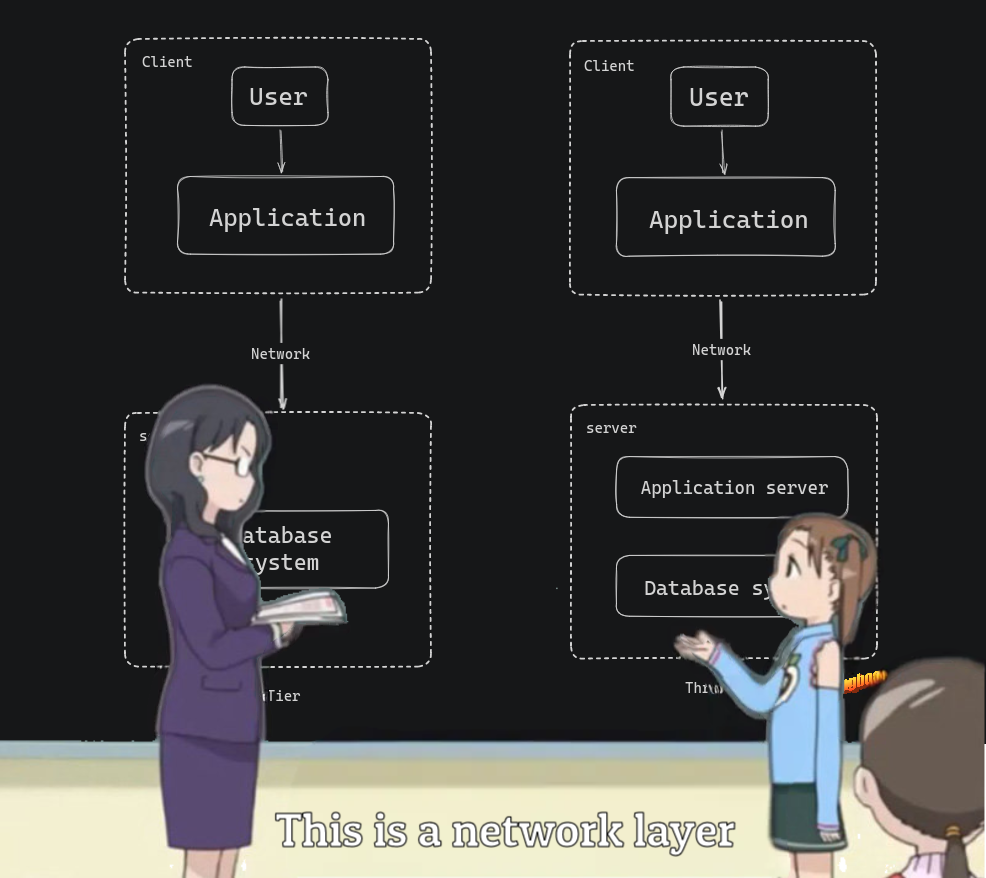 Client
User
Application
Network
atabase
ystem
Tier
Client
User
Application
Network
server
Application server
Database sy
This is a network layer